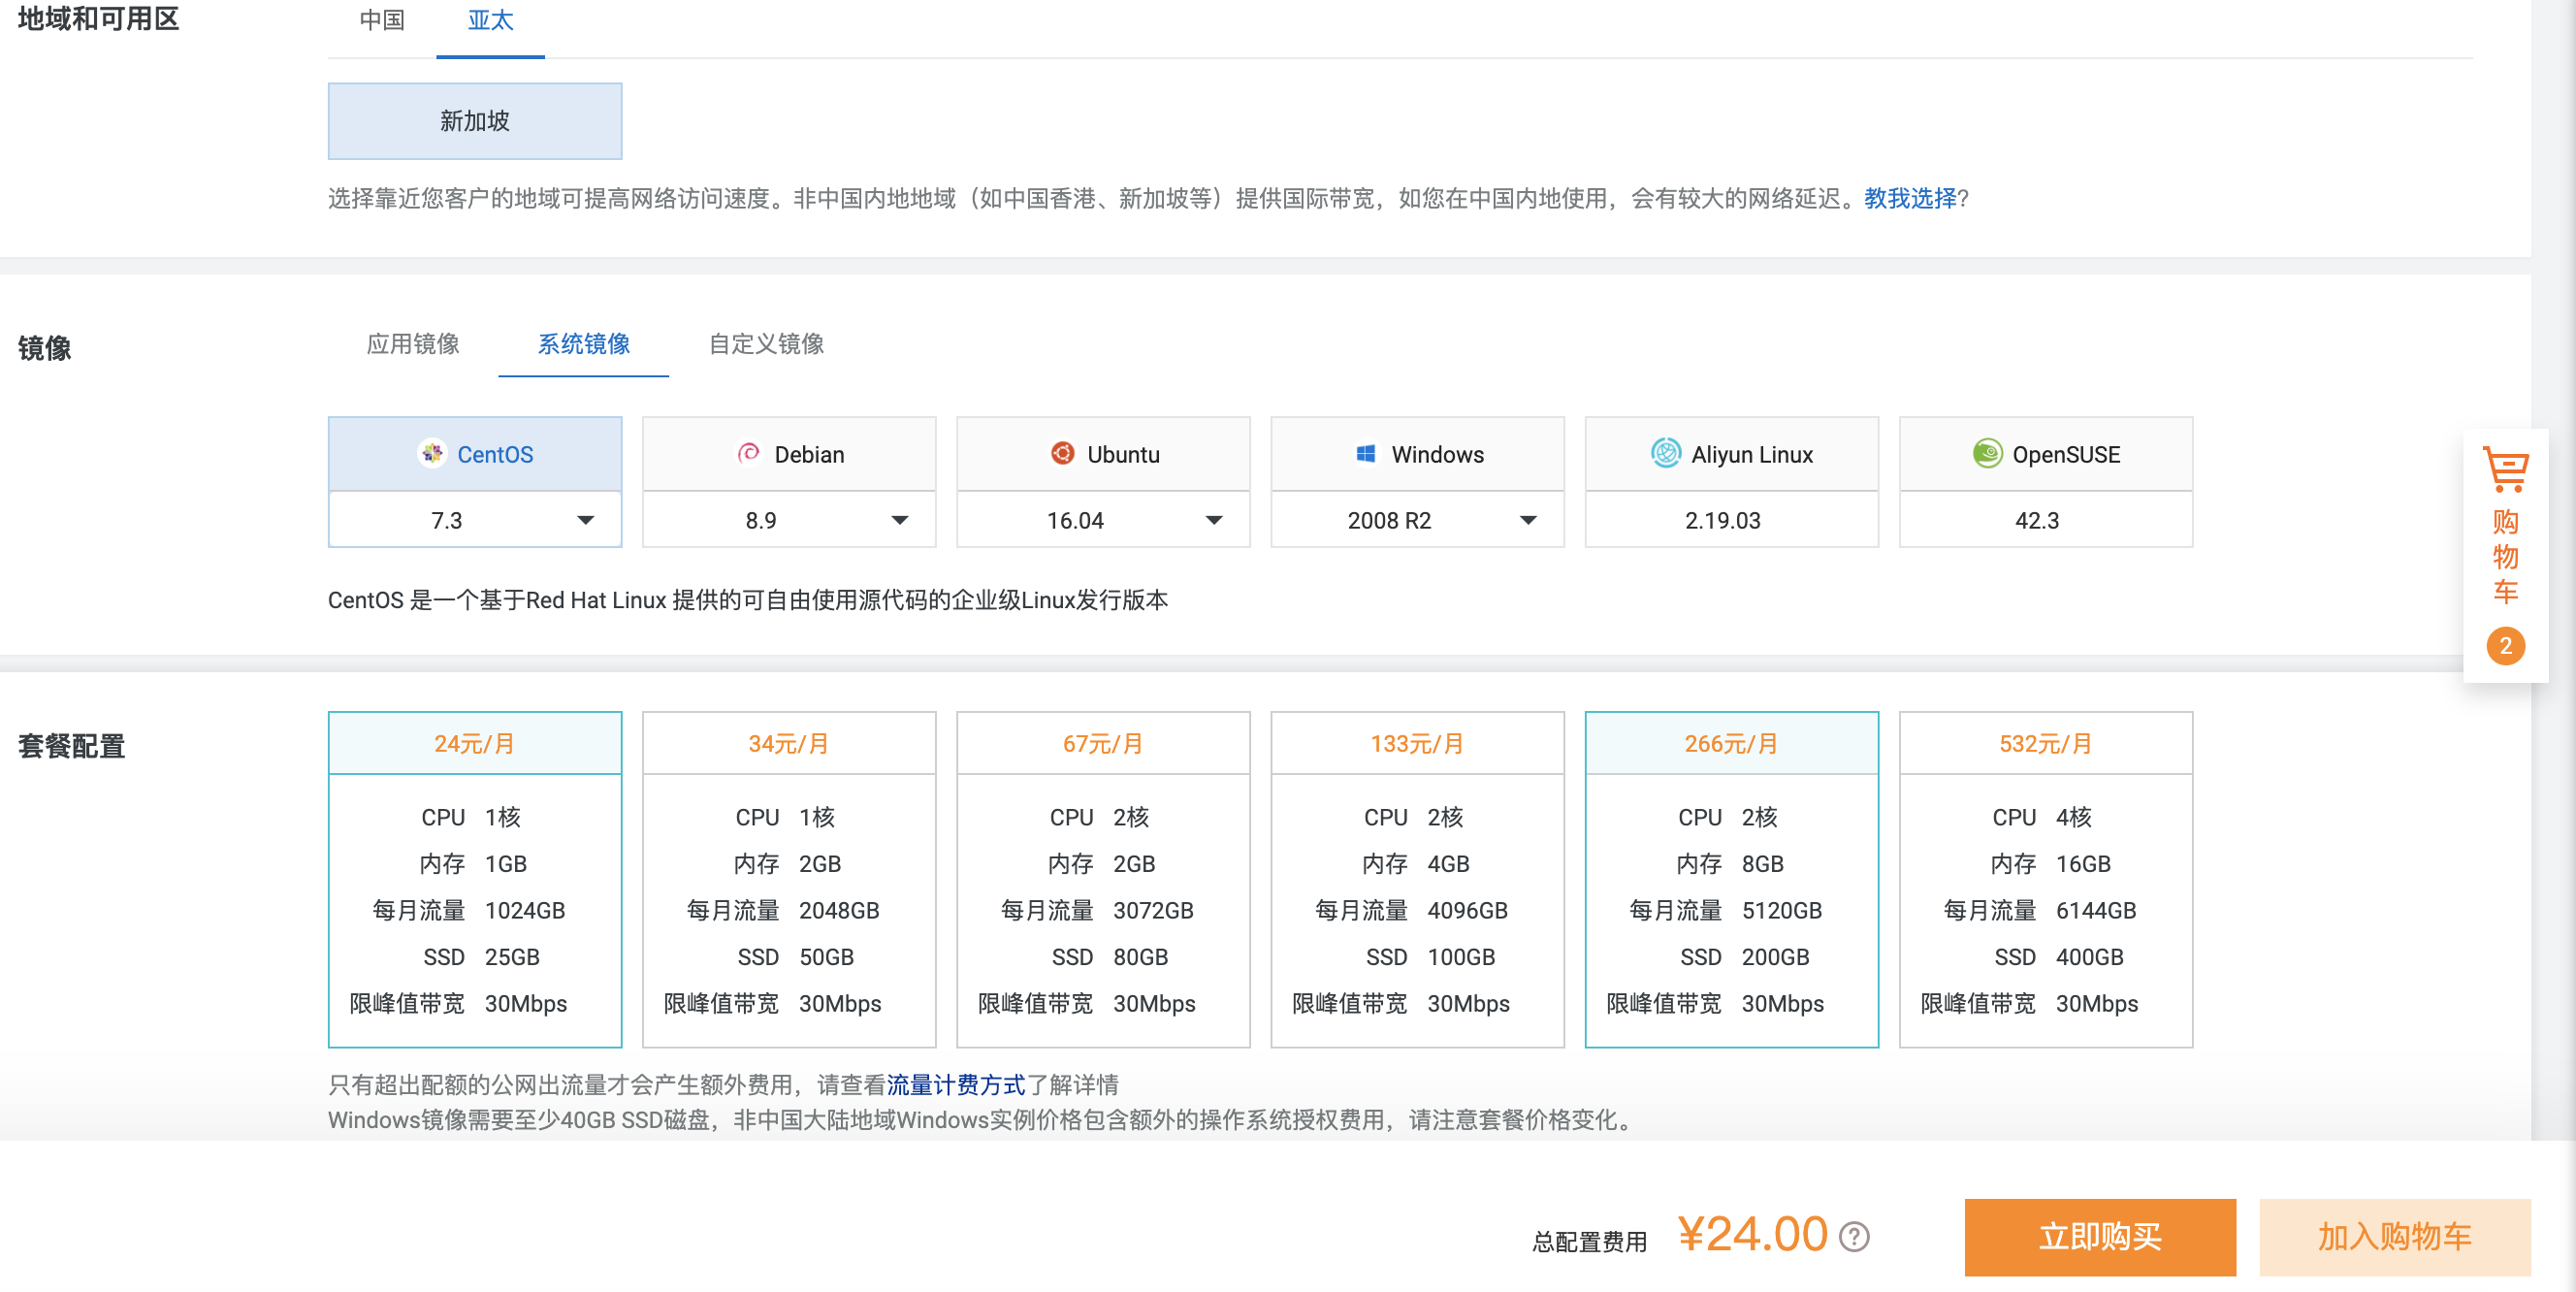 地域和可用区
中国 亚太
新加坡
选择靠近您客户的地域可提高网络访问速度。非中国内地地域（如中国香港、新加坡等）提供国际带宽，如您在中国内地使用，会有较大的网络延迟。教我选择?
镜像
应用镜像 系统镜像 自定义镜像
CentOS Debian Ubuntu Windows Aliyun Linux OpenSUSE
7.3 8.9 16.04 2008 R2 2.19.03 42.3
CentOS 是一个基于Red Hat Linux 提供的可自由使用源代码的企业级Linux发行版本
购
物
车
2
套餐配置
24元/月 34元/月 67元/月 133元/月 266元/月 532元/月
CPU 1核 CPU 1核 CPU 2核 CPU 2核 CPU 2核 CPU 4核
内存 1GB 内存 2GB 内存 2GB 内存 4GB 内存 8GB 内存 16GB
每月流量 1024GB 每月流量 2048GB 每月流量 3072GB 每月流量 4096GB 每月流量 5120GB 每月流量 6144GB
SSD 25GB SSD 50GB SSD 80GB SSD 100GB SSD 200GB SSD 400GB
限峰值带宽 30Mbps 限峰值带宽 30Mbps 限峰值带宽 30Mbps 限峰值带宽 30Mbps 限峰值带宽 30Mbps 限峰值带宽 30Mbps
只有超出配额的公网出流量才会产生额外费用，请查看流量计费方式了解详情
Windows镜像需要至少40GB SSD磁盘，非中国大陆地域Windows实例价格包含额外的操作系统授权费用，请注意套餐价格变化。
总配置费用 ¥24.00 ? 立即购买 加入购物车